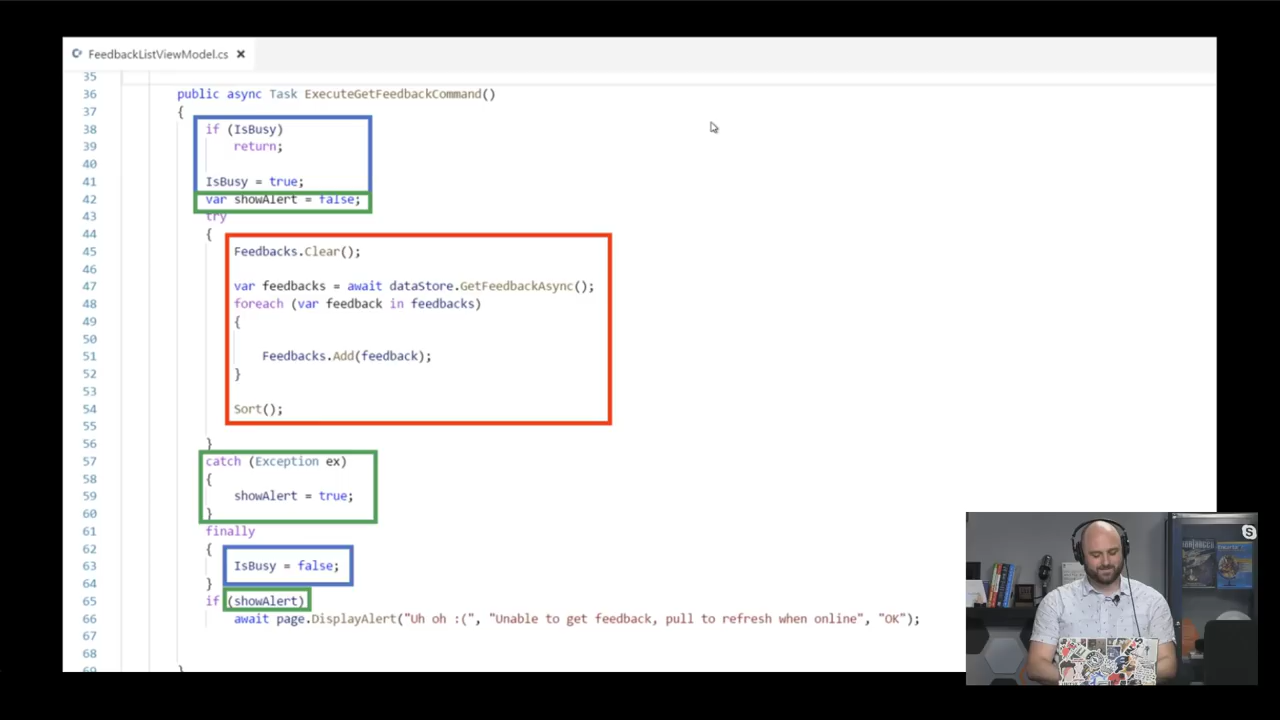 FeedbackListViewModel.cs ×
35
36 public async Task ExecuteGetFeedbackCommand()
37 {
38 if (IsBusy)
39 return;
40
41 IsBusy = true;
42 var showAlert = false;
43 try
44 {
45 Feedbacks.Clear();
46
47 var feedbacks = await dataStore.GetFeedbackAsync();
48 foreach (var feedback in feedbacks)
49 {
50
51 Feedbacks.Add(feedback);
52 }
53
54 Sort();
55
56 }
57 catch (Exception ex)
58 {
59 showAlert = true;
60 }
61 finally
62 {
63 IsBusy = false;
64 }
65 if (showAlert)
66 await page.DisplayAlert("Uh oh :(", "Unable to get feedback, pull to refresh when online", "OK");
67
68
69 }